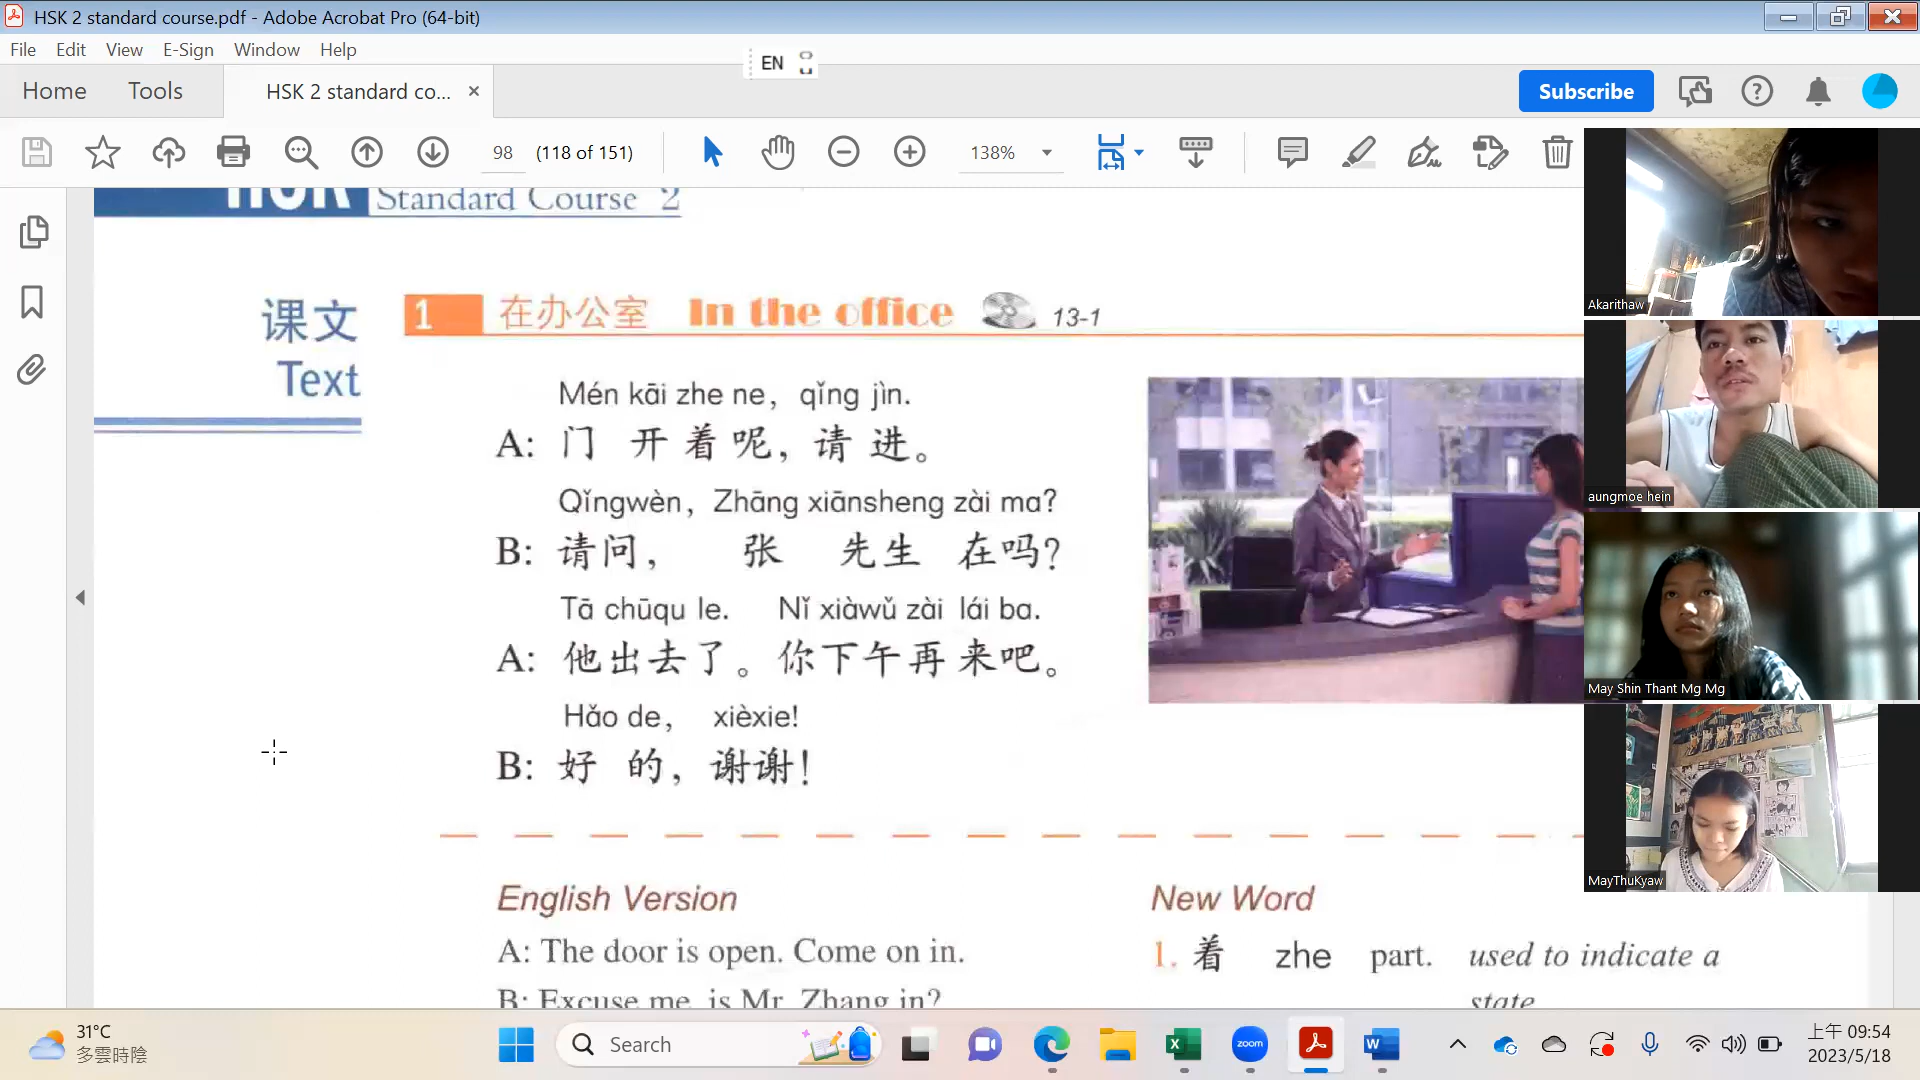 HSK 2 standard course.pdf - Adobe Acrobat Pro (64-bit)
File Edit View E-Sign Window Help
EN
Home Tools HSK 2 standard co... × Subscribe
98 (118 of 151) 138%
HSK Standard Course 2
课文
Text
1 在办公室 In the office 13-1
Mén kāi zhe ne, qǐng jìn.
A: 门 开 着 呢, 请 进。
Qǐngwèn, Zhāng xiānsheng zài ma?
B: 请问, 张 先生 在吗?
Tā chūqu le. Nǐ xiàwǔ zài lái ba.
A: 他出去了。你下午再来吧。
Hǎo de, xièxie!
B: 好 的, 谢谢!
English Version
A: The door is open. Come on in.
B: Excuse me, is Mr. Zhang in?
New Word
1. 着 zhe part. used to indicate a
state
Akarithaw
aungmoe hein
May Shin Thant Mg Mg
MayThuKyaw
31°C
多雲時陰
Search
zoom
上午 09:54
2023/5/18